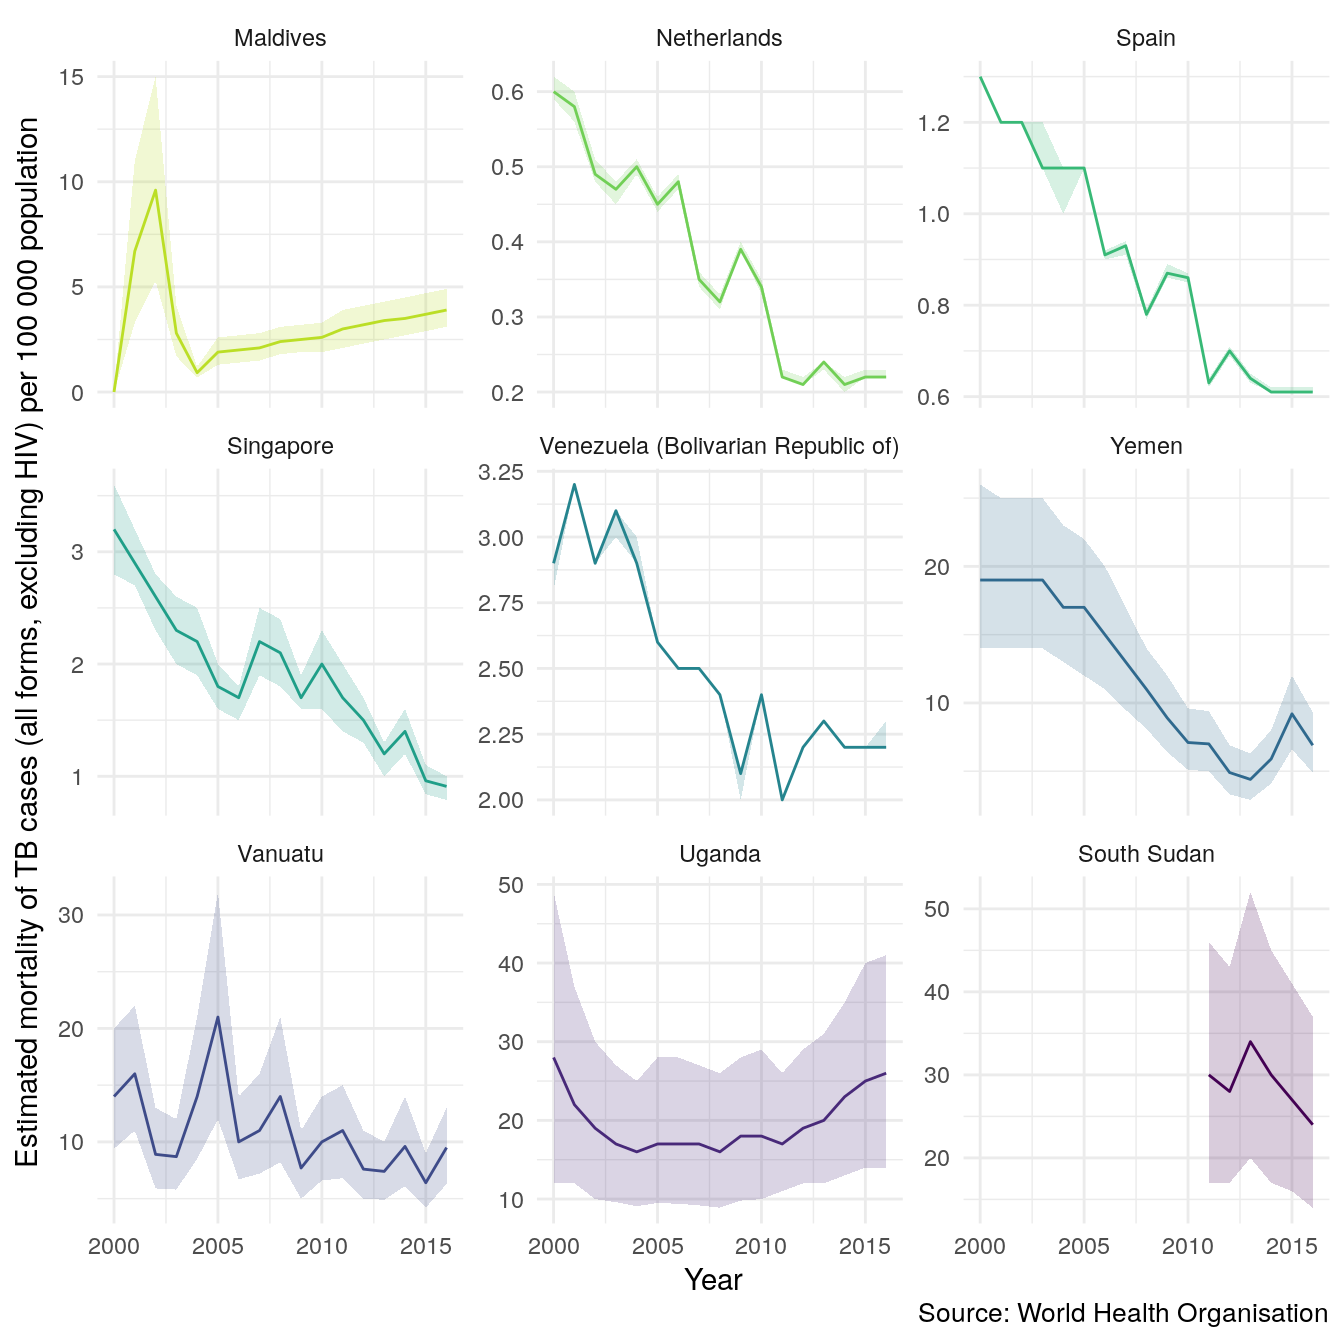 Maldives
Netherlands
Spain
15
10
5
0
0.6
0.5
0.4
0.3
0.2
1.2
1.0
0.8
0.6
Singapore
Venezuela (Bolivarian Republic of)
Yemen
3
2
1
3.25
3.00
2.75
2.50
2.25
2.00
20
10
Vanuatu
Uganda
South Sudan
30
20
10
50
40
30
20
10
50
40
30
20
2000 2005 2010 2015
2000 2005 2010 2015
2000 2005 2010 2015
Estimated mortality of TB cases (all forms, excluding HIV) per 100 000 population
Year
Source: World Health Organisation